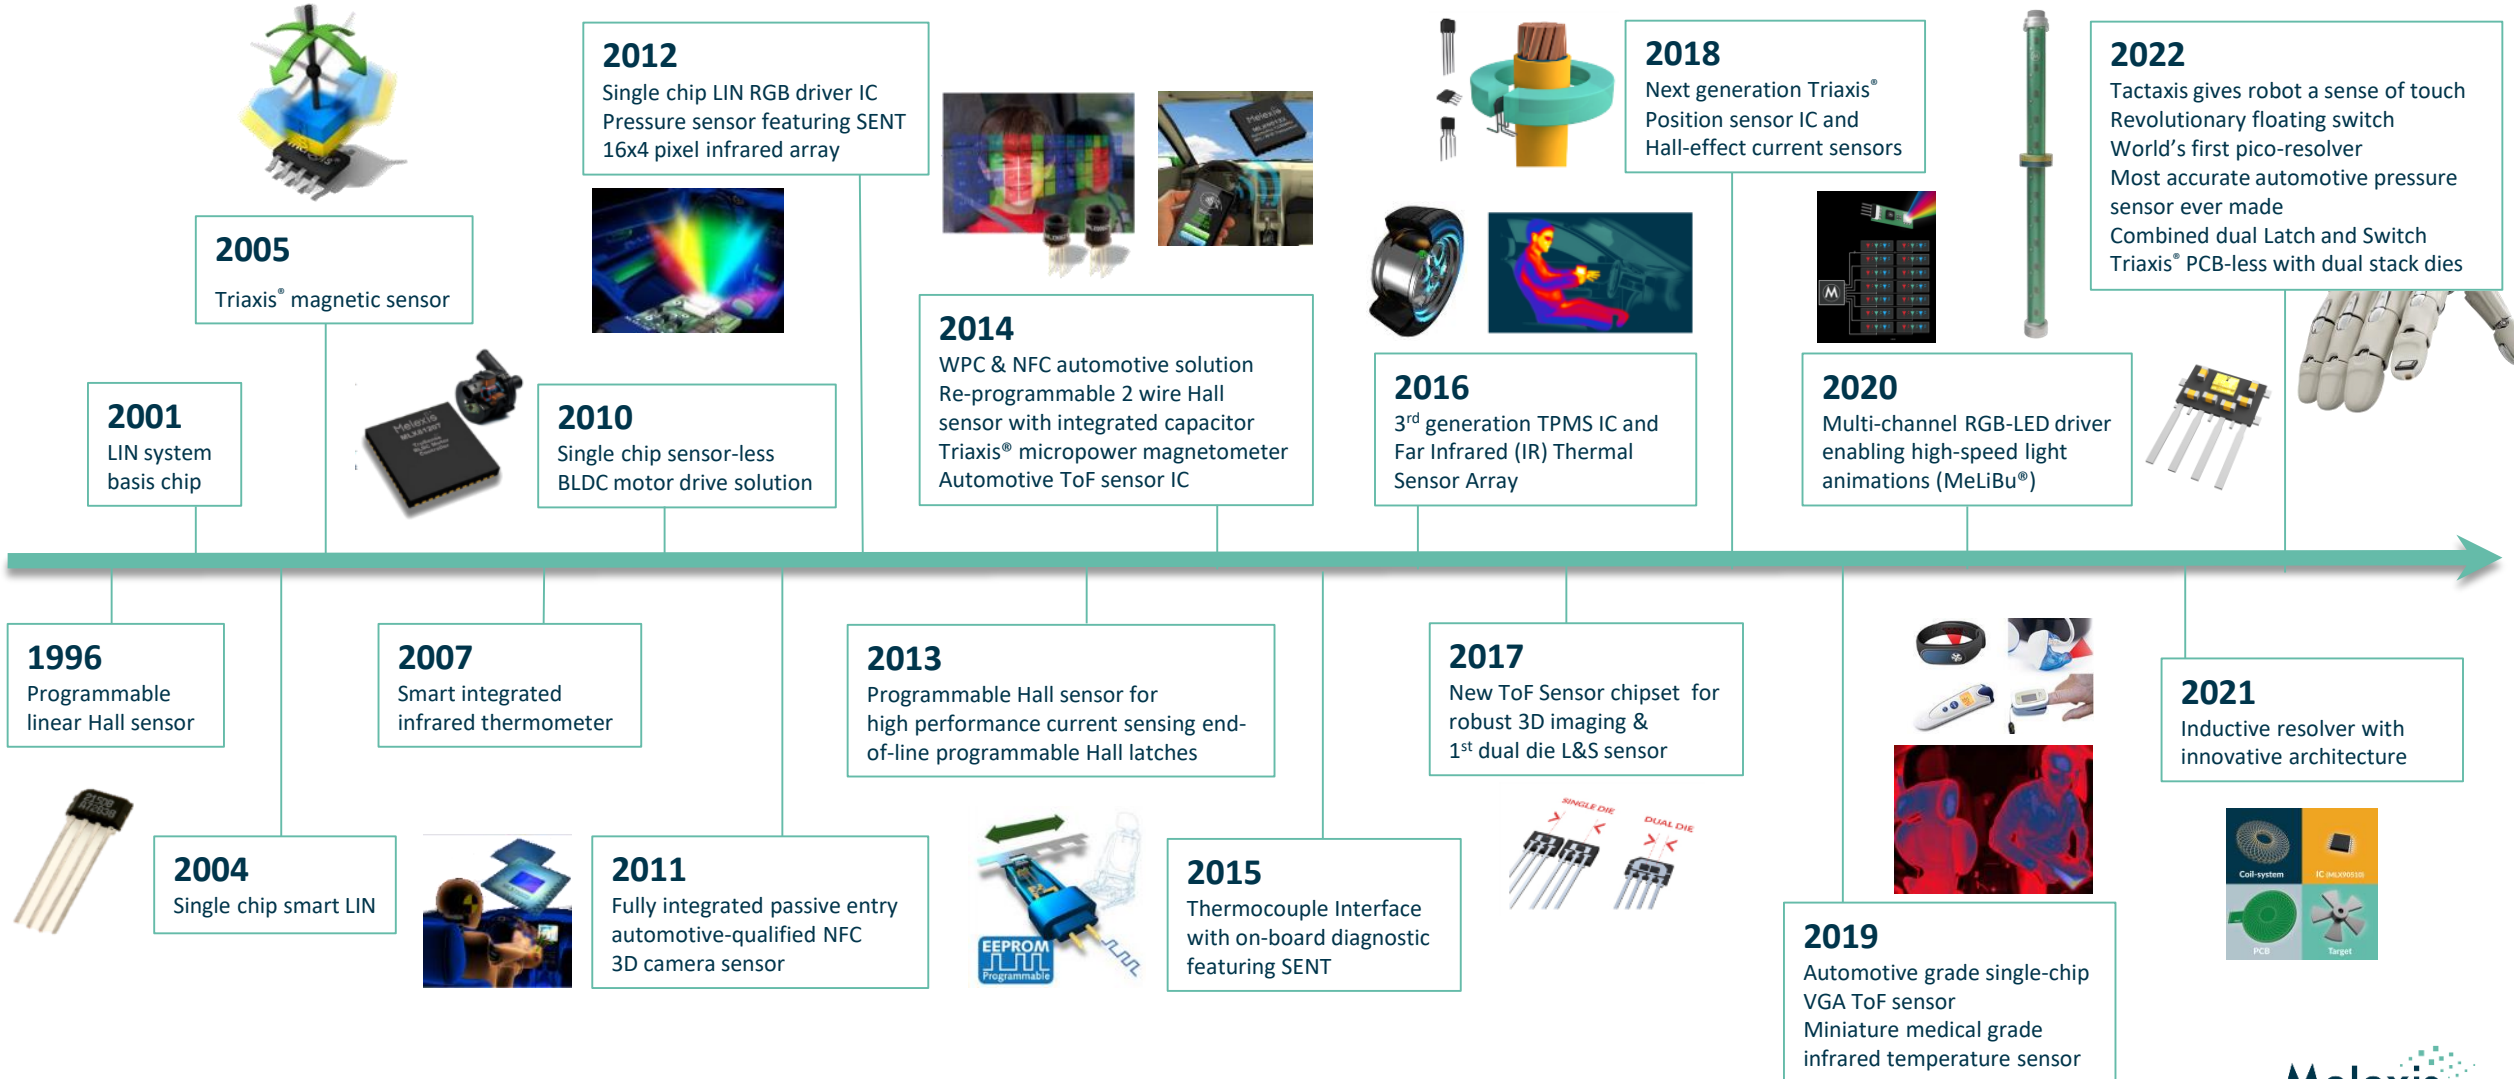 2012
Single chip LIN RGB driver IC
Pressure sensor featuring SENT
16x4 pixel infrared array
2018
Next generation Triaxis®
Position sensor IC and
Hall-effect current sensors
2022
Tactaxis gives robot a sense of touch
Revolutionary floating switch
World's first pico-resolver
Most accurate automotive pressure
sensor ever made
Combined dual Latch and Switch
Triaxis® PCB-less with dual stack dies
2005
Triaxis® magnetic sensor
2014
WPC & NFC automotive solution
Re-programmable 2 wire Hall
sensor with integrated capacitor
Triaxis® micropower magnetometer
Automotive ToF sensor IC
2016
3rd generation TPMS IC and
Far Infrared (IR) Thermal
Sensor Array
2020
Multi-channel RGB-LED driver
enabling high-speed light
animations (MeLiBu®)
2001
LIN system
basis chip
Melexis
MLX81207
2010
Single chip sensor-less
BLDC motor drive solution
1996
Programmable
linear Hall sensor
2007
Smart integrated
infrared thermometer
2013
Programmable Hall sensor for
high performance current sensing end-
of-line programmable Hall latches
2017
New ToF Sensor chipset for
robust 3D imaging &
1st dual die L&S sensor
2021
Inductive resolver with
innovative architecture
2004
Single chip smart LIN
2011
Fully integrated passive entry
automotive-qualified NFC
3D camera sensor
EEPROM
Programmable
2015
Thermocouple Interface
with on-board diagnostic
featuring SENT
SINGLE DIE
DUAL DIE
2019
Automotive grade single-chip
VGA ToF sensor
Miniature medical grade
infrared temperature sensor
Coil-system
IC (MLX90510)
PCB
Target
Melexis